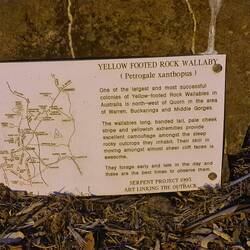 YELLOW FOOTED ROCK WALLABY
( Petrogale xanthopus )
One of the largest and most successful
colonies of Yellow-footed Rock Wallabies in
Australia is north-west of Quorn in the area
of Warren, Buckaringa and Middle Gorges.
The wallabies long, banded tail, pale cheek
stripe and yellowish extremities provide
excellent camouflage amongst the steep
rocky outcrops they inhabit. Their skill in
moving amongst almost sheer cliff faces is
awesome.
They forage early and late in the day and
these are the best times to observe them.
SERPENT PROJECT 1995
ART LINKING THE OUTBACK